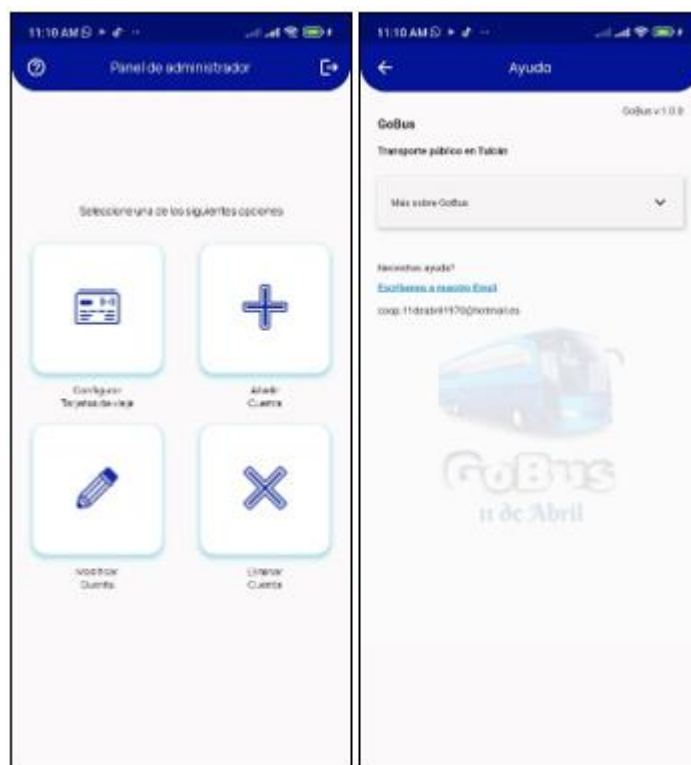 11:10 AM
Panel de administrador
Seleccione una de los siguientes opciones
Configurar
Tarjetas de viaje
Añadir
Cuenta
Modificar
Cuenta
Eliminar
Cuenta
11:10 AM
Ayuda
GoBus v:1.0.0
GoBus
Transporte público en Tulcán
Más sobre GoBus
Necesitas ayuda?
Escríbenos a nuestro Email
GoBus
11 de Abril